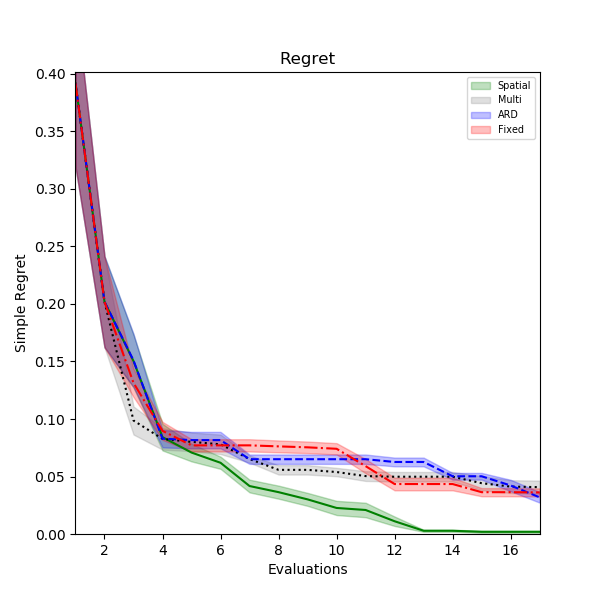 Regret
0.40
0.35
0.30
0.25
0.20
0.15
0.10
0.05
0.00
Simple Regret
Spatial
Multi
ARD
Fixed
2 4 6 8 10 12 14 16
Evaluations